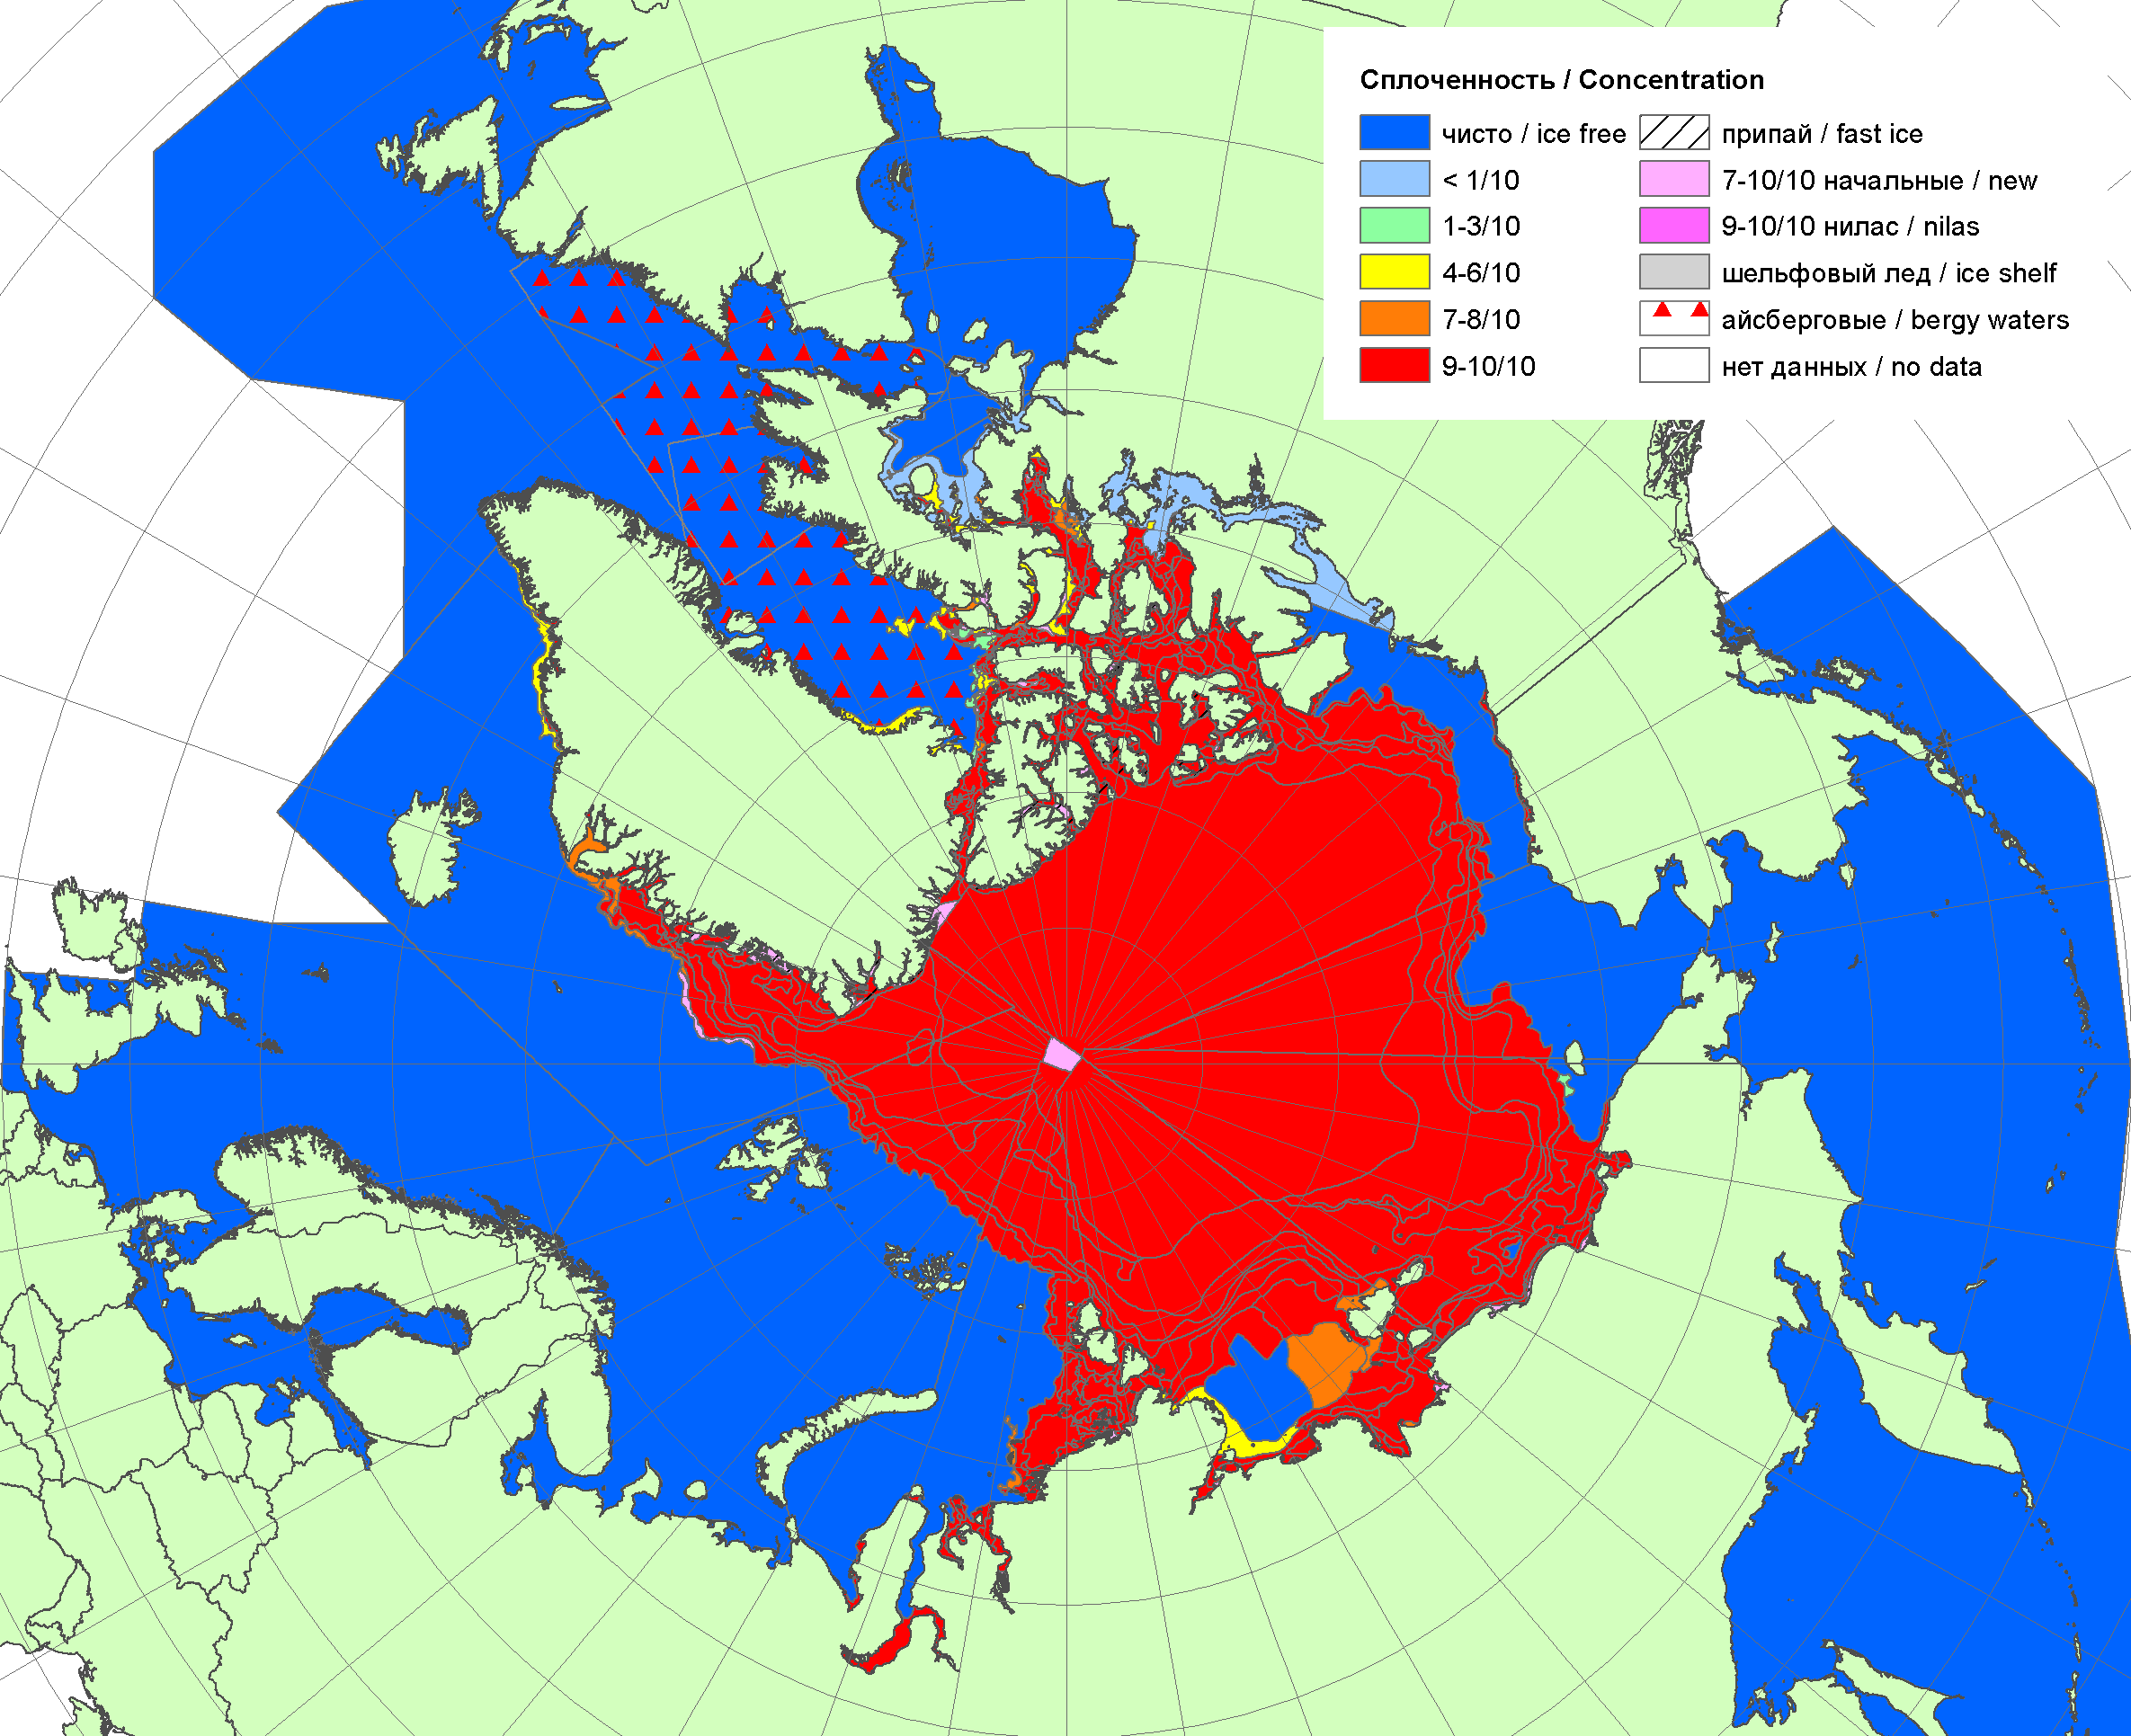 Сплоченность / Concentration
чисто / ice free
< 1/10
1-3/10
4-6/10
7-8/10
9-10/10
припай / fast ice
7-10/10 начальные / new
9-10/10 нилас / nilas
шельфовый лед / ice shelf
айсберговые / bergy waters
нет данных / no data